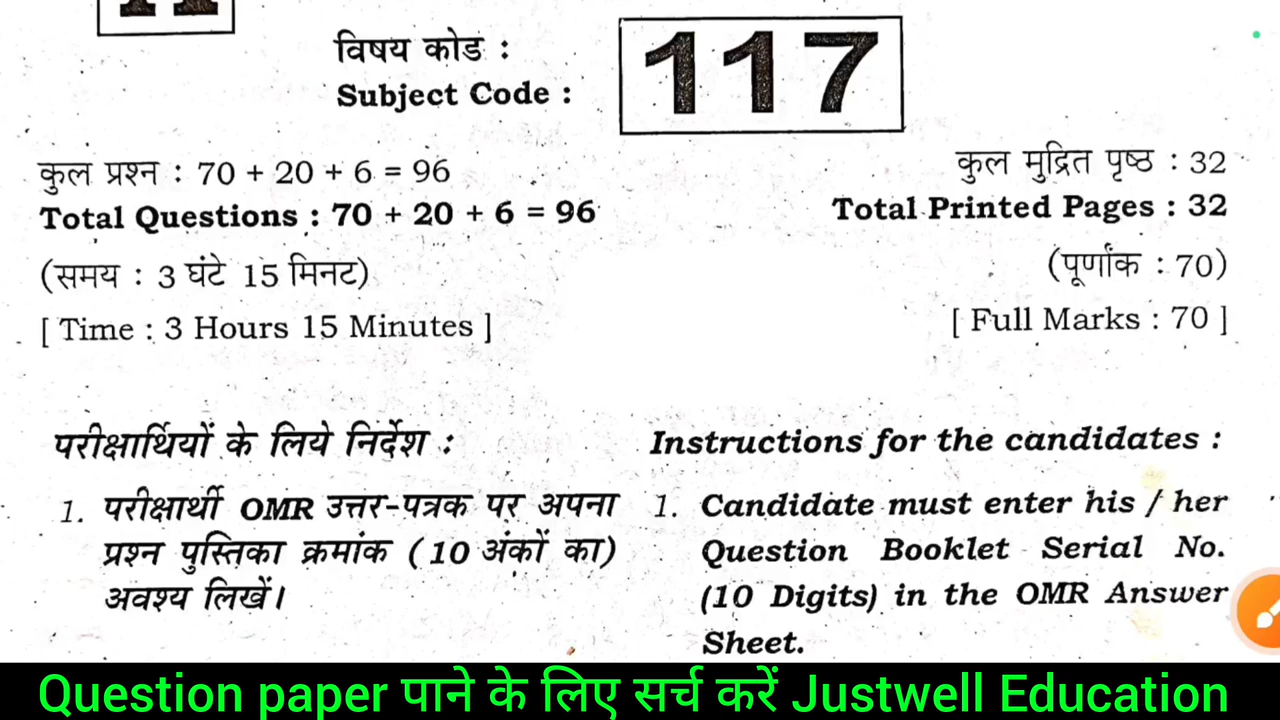 विषय कोड :
Subject Code :
117
कुल प्रश्न : 70 + 20 + 6 = 96
Total Questions : 70 + 20 + 6 = 96
(समय : 3 घंटे 15 मिनट)
[ Time : 3 Hours 15 Minutes ]
कुल मुद्रित पृष्ठ : 32
Total Printed Pages : 32
(पूर्णांक : 70)
[ Full Marks : 70 ]
परीक्षार्थियों के लिये निर्देश :
1. परीक्षार्थी OMR उत्तर-पत्रक पर अपना
प्रश्न पुस्तिका क्रमांक (10 अंकों का)
अवश्य लिखें।
Instructions for the candidates :
1. Candidate must enter his / her
Question Booklet Serial No.
(10 Digits) in the OMR Answer
Sheet.
Question paper पाने के लिए सर्च करें Justwell Education